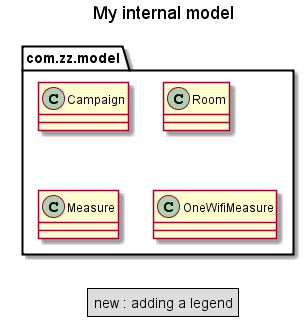 My internal model
com.zz.model
C Campaign
C Room
C Measure
C OneWifiMeasure
new : adding a legend